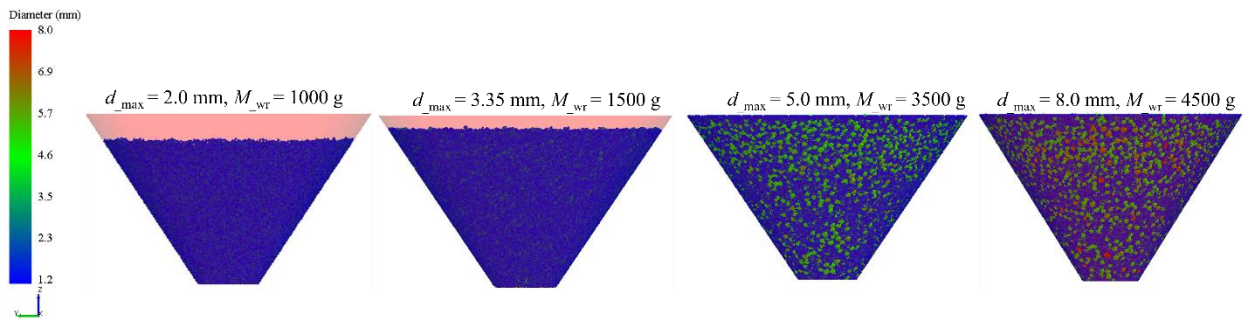 Diameter (mm)
8.0
6.9
5.7
4.6
3.5
2.3
1.2
Z
Y
X
d_max = 2.0 mm, M_wr = 1000 g
d_max = 3.35 mm, M_wr = 1500 g
d_max = 5.0 mm, M_wr = 3500 g
d_max = 8.0 mm, M_wr = 4500 g